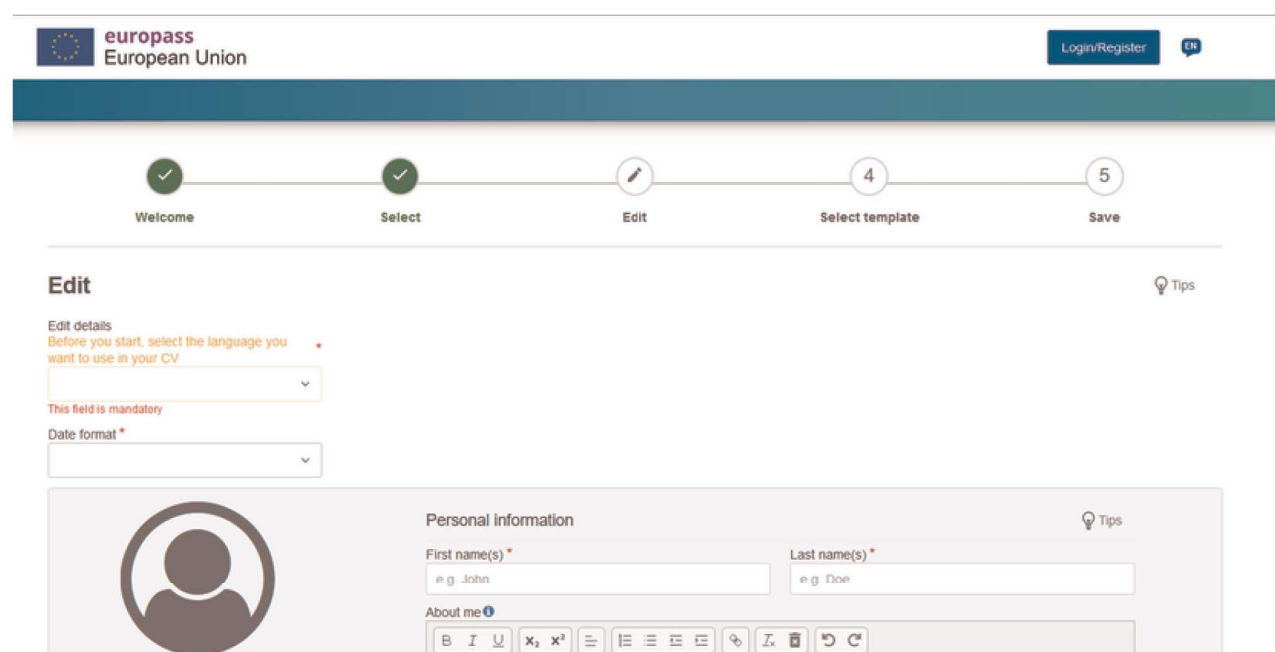 europass
European Union
Login/Register
EN
4
5
Welcome
Select
Edit
Select template
Save
Edit
Tips
Edit details
Before you start, select the language you *
want to use in your CV
This field is mandatory
Date format *
Personal information
Tips
First name(s) *
Last name(s) *
e.g. John
e.g. Doe
About me
B I U X₂ X²